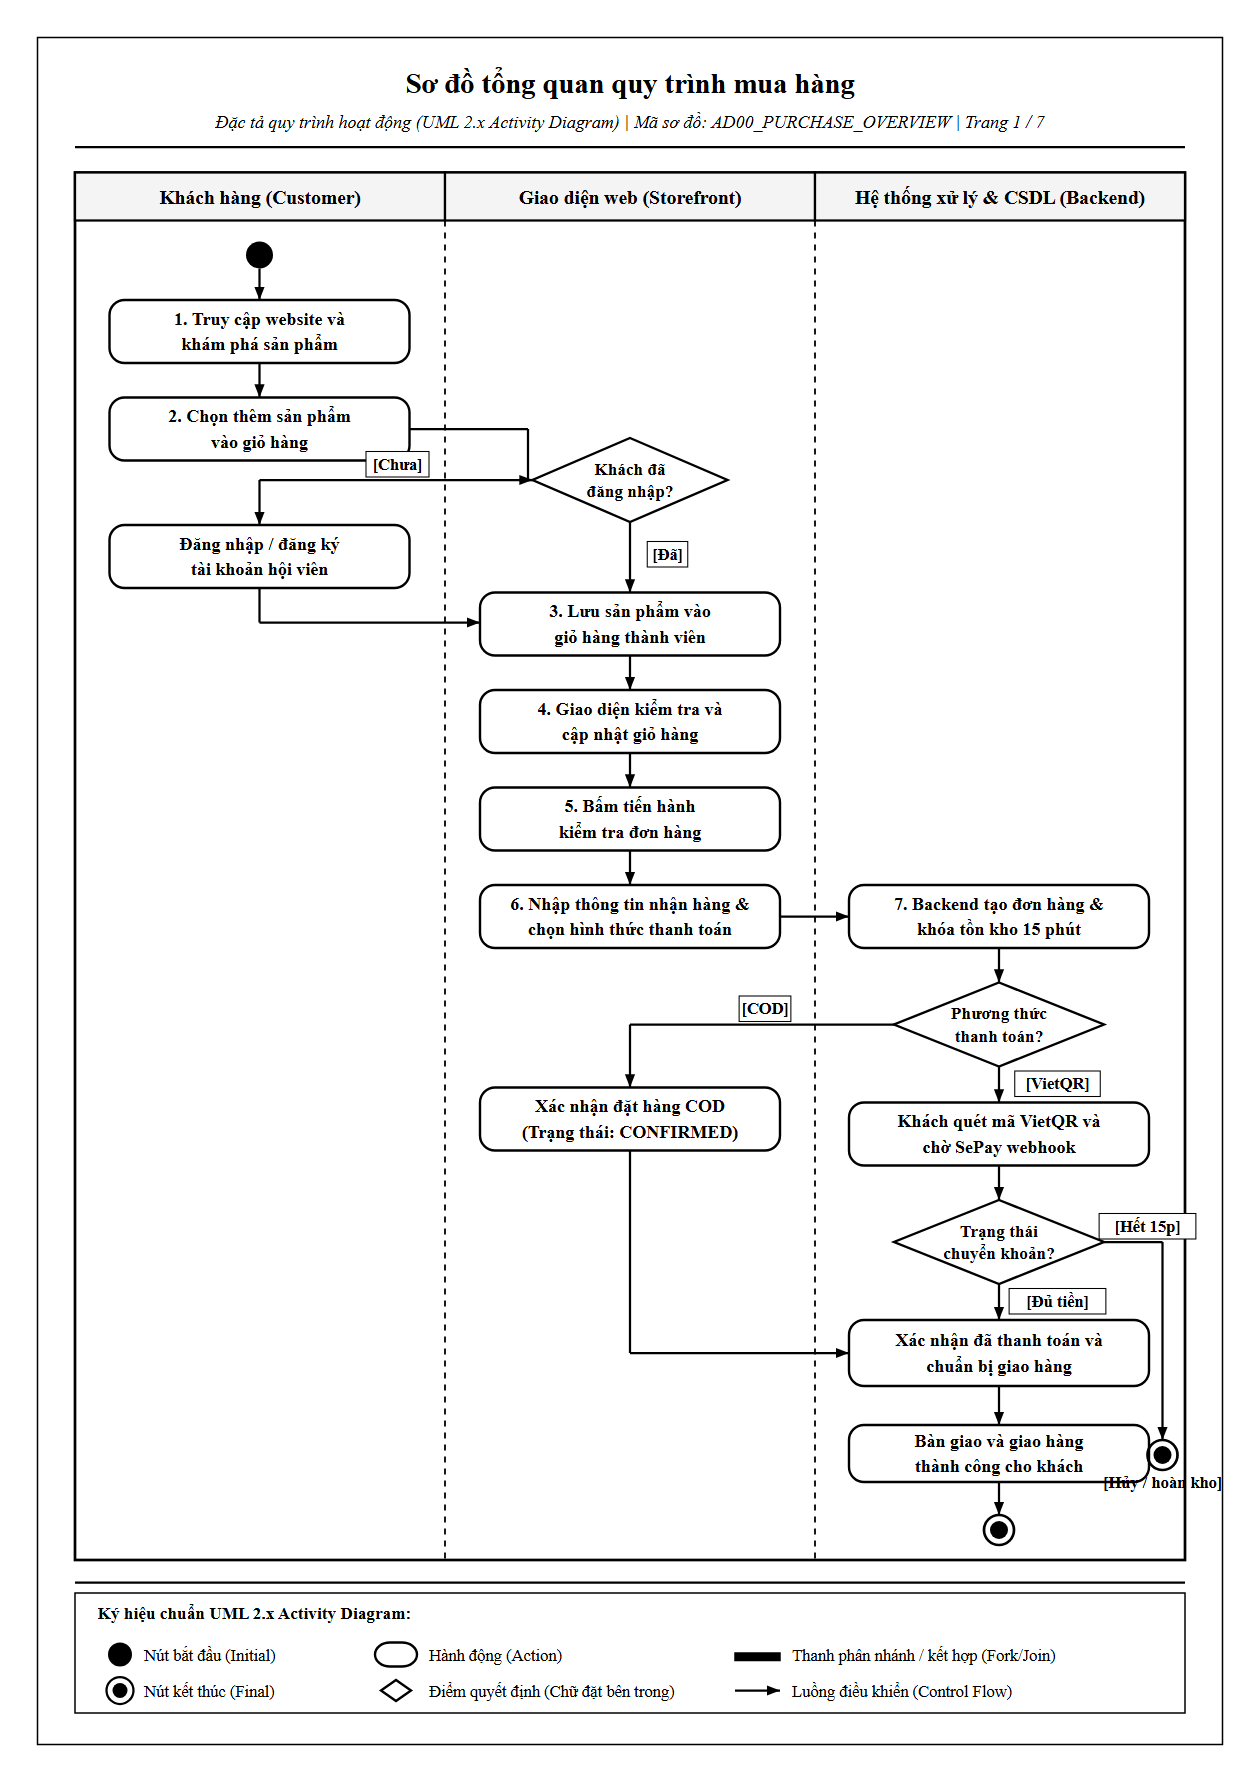 Sơ đồ tổng quan quy trình mua hàng
Đặc tả quy trình hoạt động (UML 2.x Activity Diagram) | Mã sơ đồ: AD00_PURCHASE_OVERVIEW | Trang 1 / 7
Khách hàng (Customer)
Giao diện web (Storefront)
Hệ thống xử lý & CSDL (Backend)
1. Truy cập website và
khám phá sản phẩm
2. Chọn thêm sản phẩm
vào giỏ hàng
[Chưa]
Khách đã
đăng nhập?
Đăng nhập / đăng ký
tài khoản hội viên
[Đã]
3. Lưu sản phẩm vào
giỏ hàng thành viên
4. Giao diện kiểm tra và
cập nhật giỏ hàng
5. Bấm tiến hành
kiểm tra đơn hàng
6. Nhập thông tin nhận hàng &
chọn hình thức thanh toán
7. Backend tạo đơn hàng &
khóa tồn kho 15 phút
[COD]
Phương thức
thanh toán?
[VietQR]
Xác nhận đặt hàng COD
(Trạng thái: CONFIRMED)
Khách quét mã VietQR và
chờ SePay webhook
[Hết 15p]
Trạng thái
chuyển khoản?
[Đủ tiền]
Xác nhận đã thanh toán và
chuẩn bị giao hàng
Bàn giao và giao hàng
thành công cho khách
[Hủy / hoàn kho]
Ký hiệu chuẩn UML 2.x Activity Diagram:
Nút bắt đầu (Initial)
Hành động (Action)
Thanh phân nhánh / kết hợp (Fork/Join)
Nút kết thúc (Final)
Điểm quyết định (Chữ đặt bên trong)
Luồng điều khiển (Control Flow)